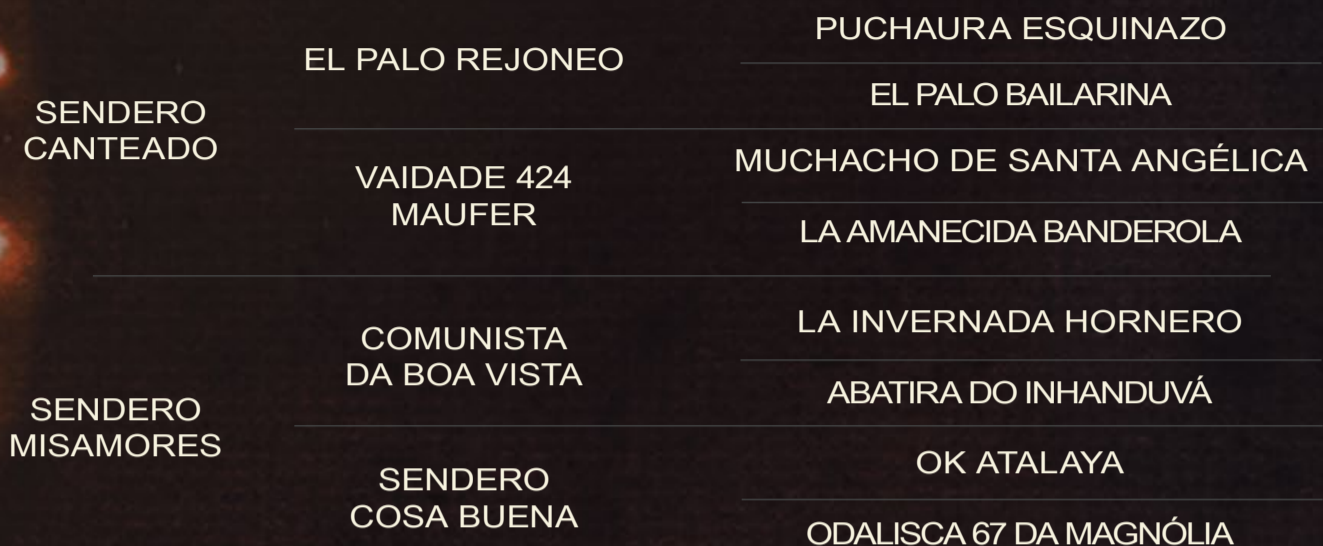 SENDERO
CANTEADO
EL PALO REJONEO
PUCHAURA ESQUINAZO
EL PALO BAILARINA
VAIDADE 424
MAUFER
MUCHACHO DE SANTA ANGÉLICA
LA AMANECIDA BANDEROLA
SENDERO
MISAMORES
COMUNISTA
DA BOA VISTA
LA INVERNADA HORNERO
ABATIRA DO INHANDUVÁ
SENDERO
COSA BUENA
OK ATALAYA
ODALISCA 67 DA MAGNÓLIA